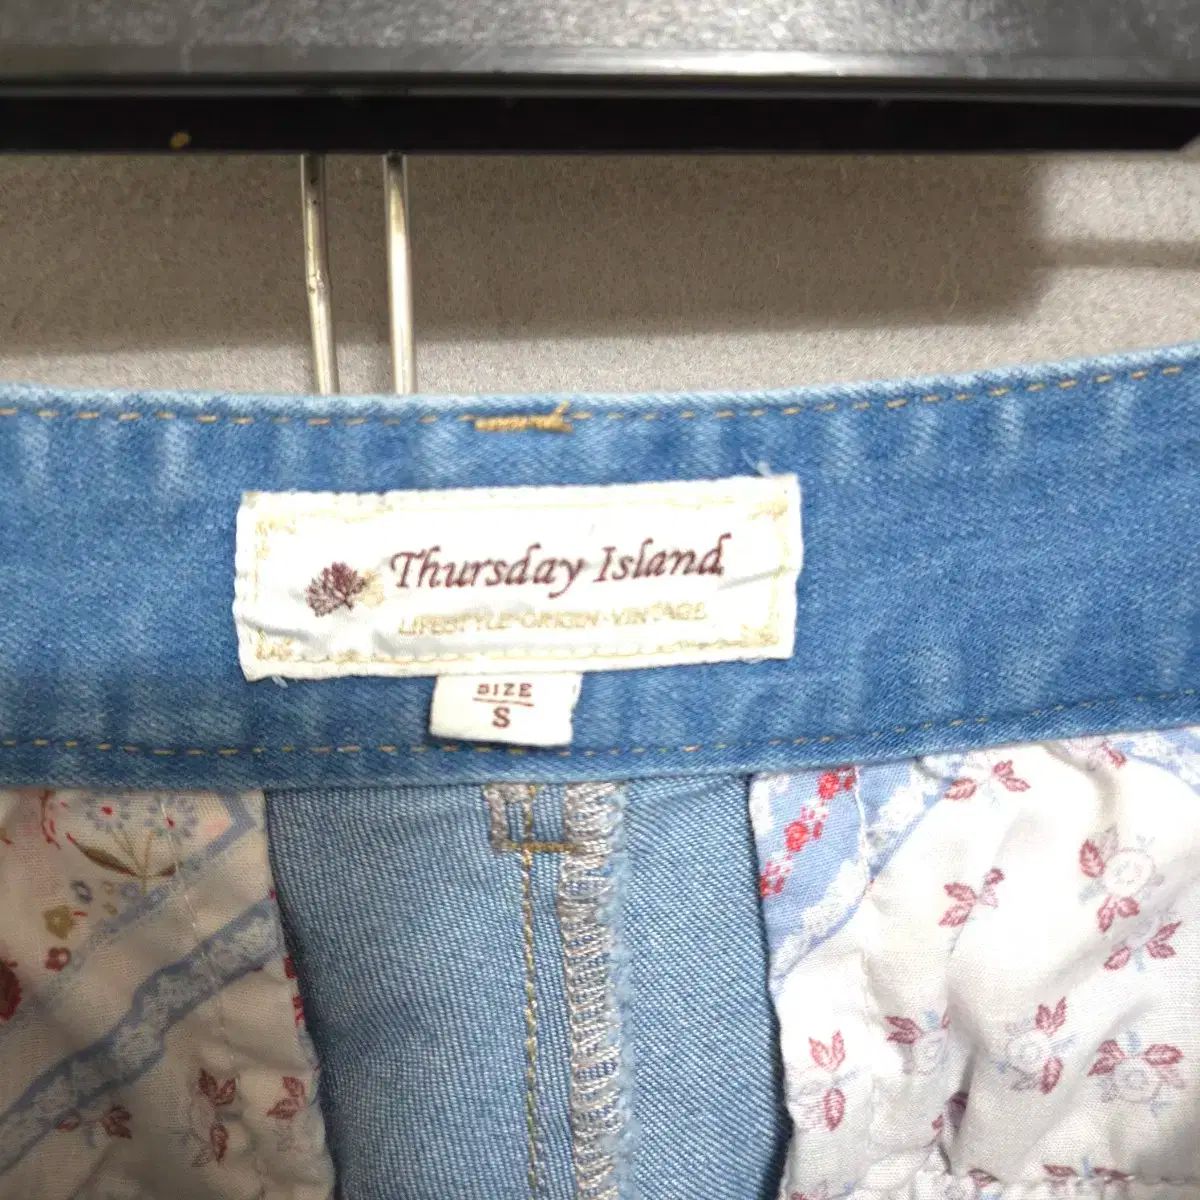 Thursday Island
LIFESTYLE·ORIGIN·VINTAGE
SIZE
S